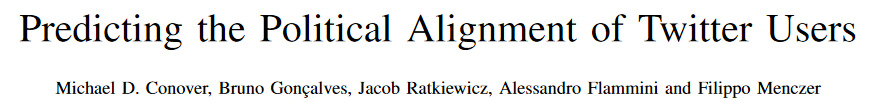 Predicting the Political Alignment of Twitter Users
Michael D. Conover, Bruno Gonçalves, Jacob Ratkiewicz, Alessandro Flammini and Filippo Menczer